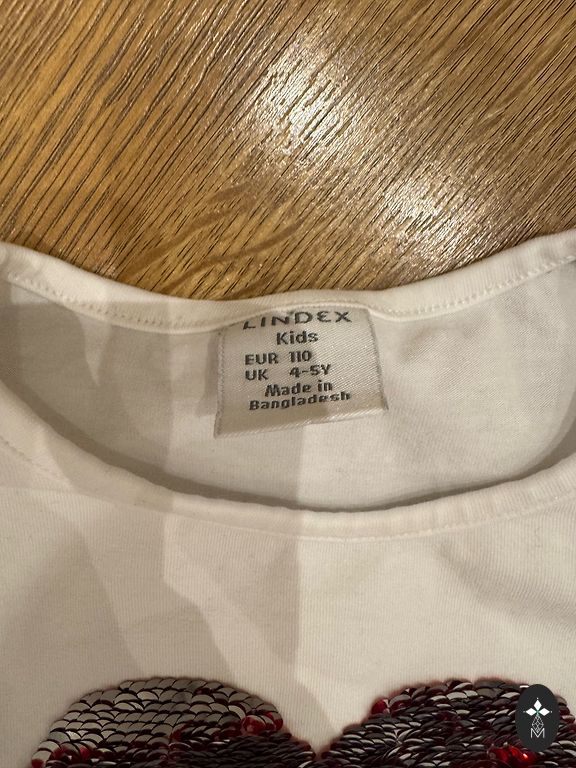 LINDEX
Kids
EUR 110
UK 4-5Y
Made in
Bangladesh